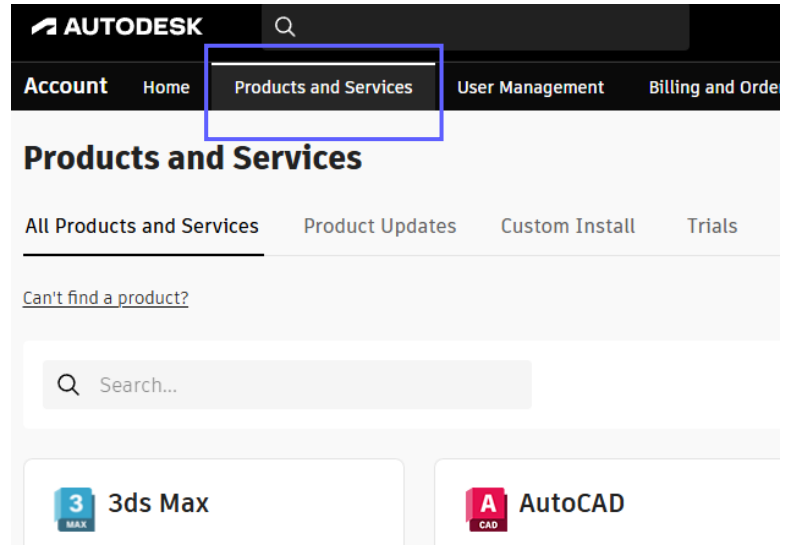 AUTODESK
Account Home Products and Services User Management Billing and Orde
Products and Services
All Products and Services Product Updates Custom Install Trials
Can't find a product?
Search...
3 MAX 3ds Max A CAD AutoCAD